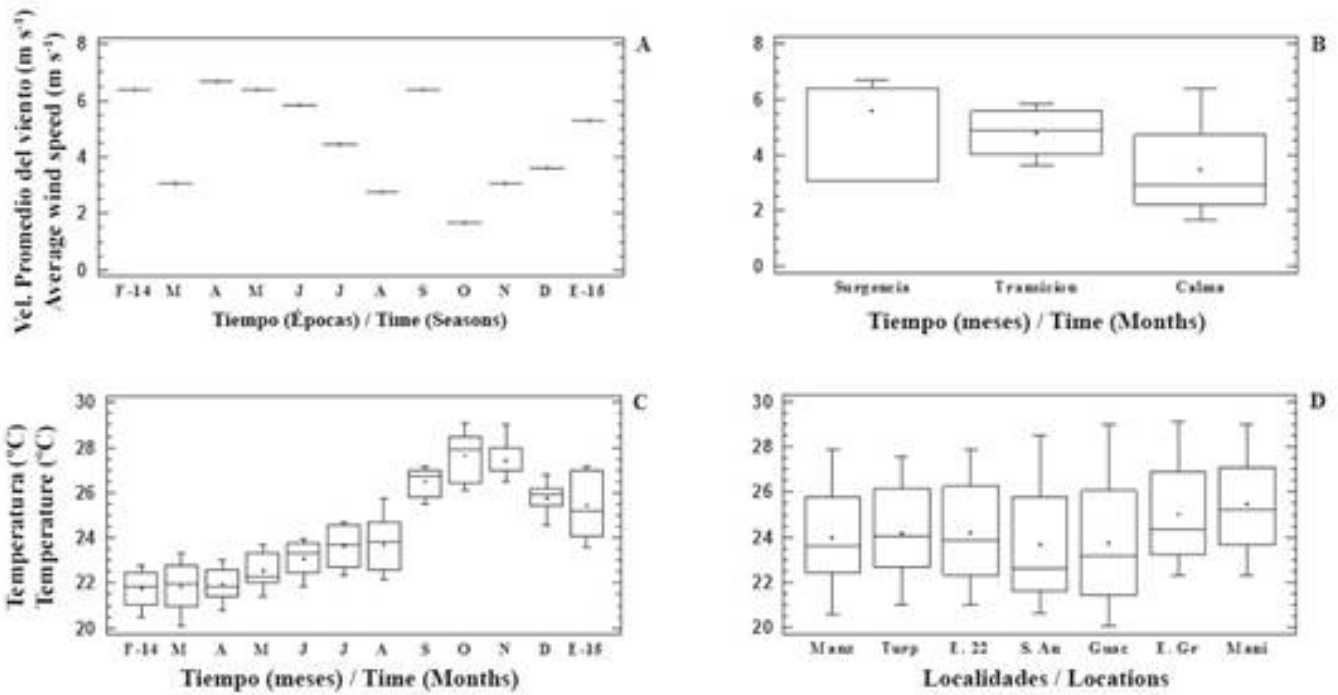 Vel. Promedio del viento (m s⁻¹)
Average wind speed (m s⁻¹)
A
8
6
4
2
0
F-14 M A M J J A S O N D E-15
Tiempo (Épocas) / Time (Seasons)
B
8
6
4
2
0
Surgencia Transicion Calma
Tiempo (meses) / Time (Months)
Temperatura (°C)
Temperature (°C)
C
30
28
26
24
22
20
F-14 M A M J J A S O N D E-15
Tiempo (meses) / Time (Months)
D
30
28
26
24
22
20
Manz Turp E. 22 S. An Guac E. Gr Mani
Localidades / Locations